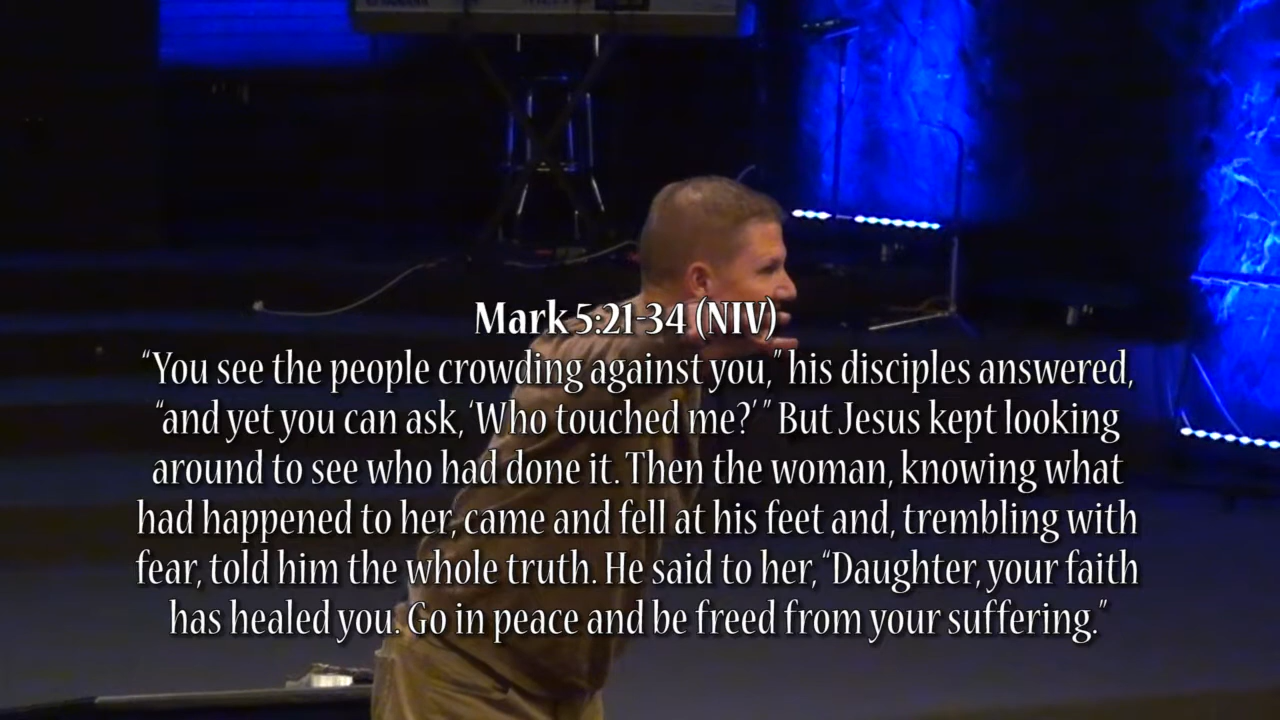 Mark 5:21-34 (NIV)
“You see the people crowding against you,” his disciples answered,
“and yet you can ask, ‘Who touched me?’ ” But Jesus kept looking
around to see who had done it. Then the woman, knowing what
had happened to her, came and fell at his feet and, trembling with
fear, told him the whole truth. He said to her, “Daughter, your faith
has healed you. Go in peace and be freed from your suffering.”